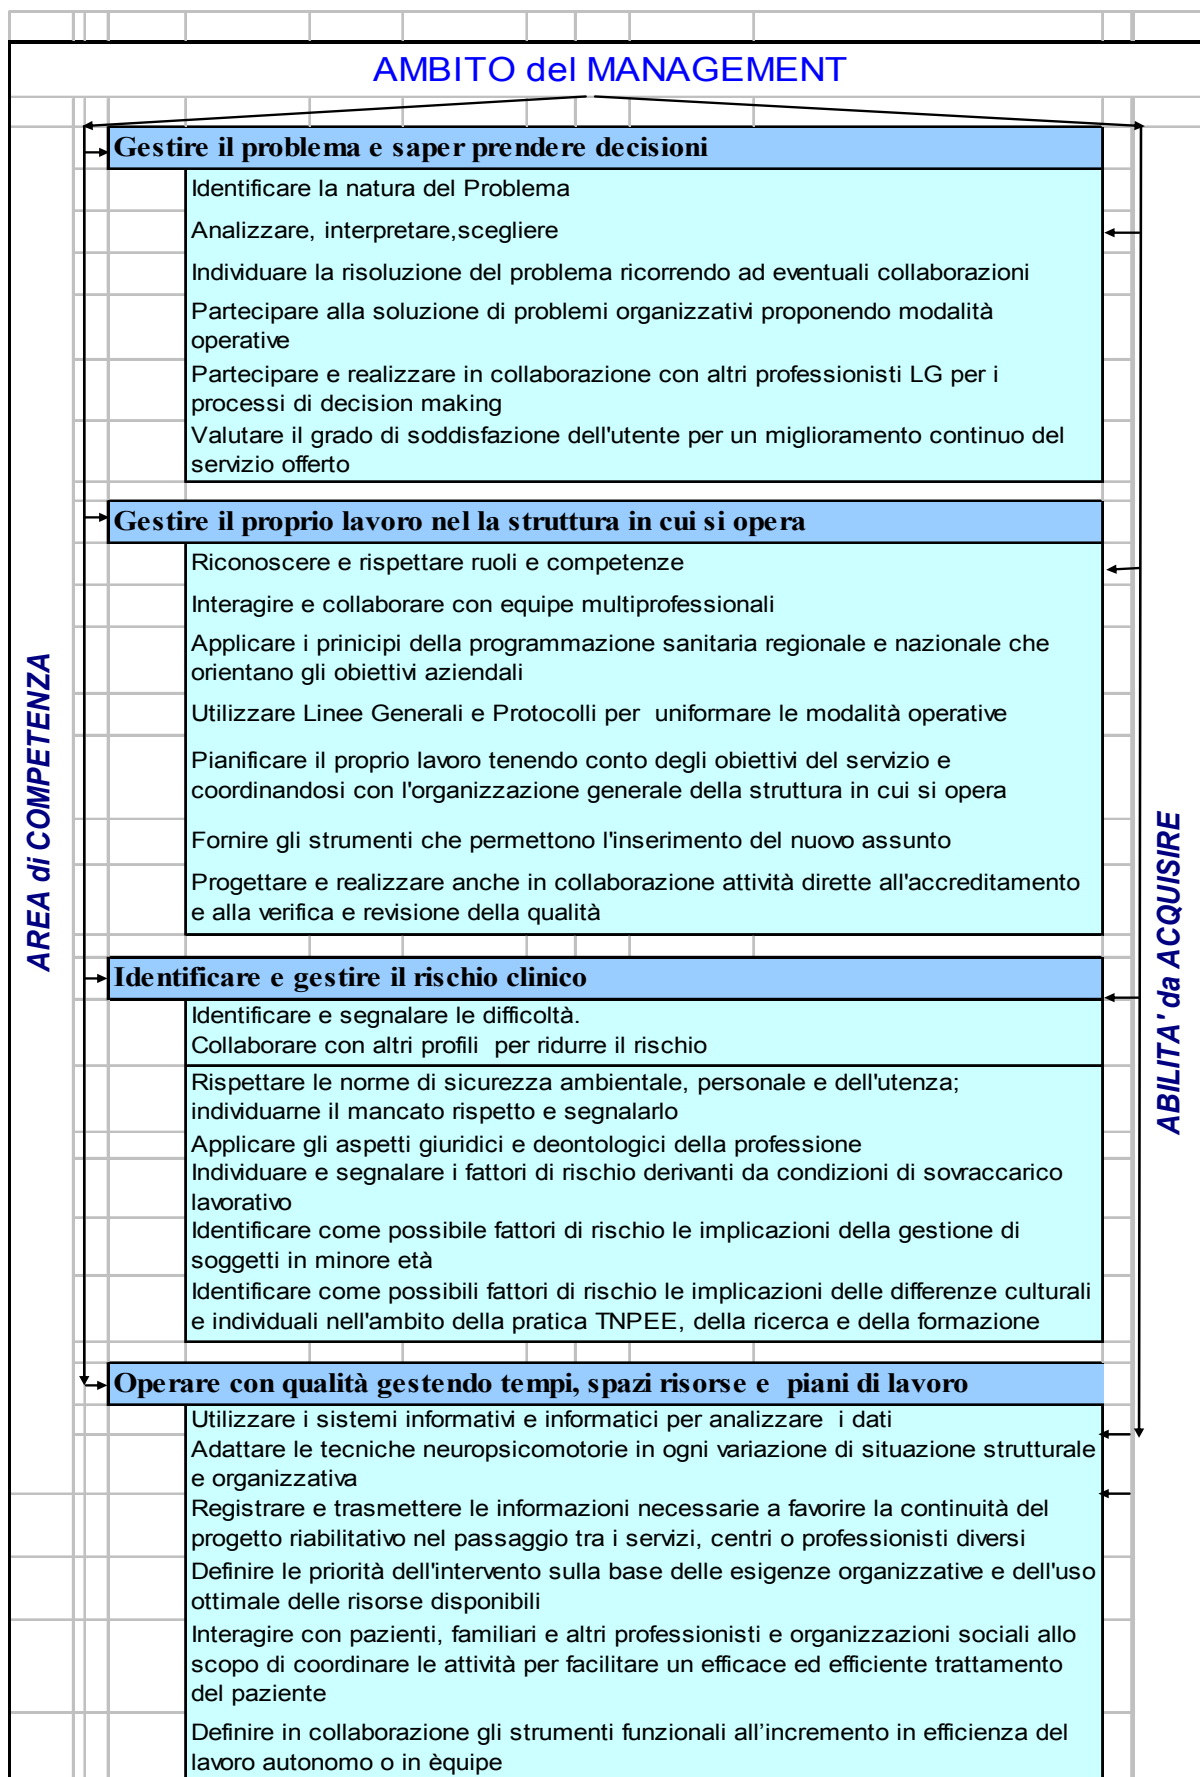 AMBITO del MANAGEMENT
Gestire il problema e saper prendere decisioni
Identificare la natura del Problema
Analizzare, interpretare,scegliere
Individuare la risoluzione del problema ricorrendo ad eventuali collaborazioni
Partecipare alla soluzione di problemi organizzativi proponendo modalità
operative
Partecipare e realizzare in collaborazione con altri professionisti LG per i
processi di decision making
Valutare il grado di soddisfazione dell'utente per un miglioramento continuo del
servizio offerto
Gestire il proprio lavoro nel la struttura in cui si opera
Riconoscere e rispettare ruoli e competenze
Interagire e collaborare con equipe multiprofessionali
Applicare i prinicipi della programmazione sanitaria regionale e nazionale che
orientano gli obiettivi aziendali
Utilizzare Linee Generali e Protocolli per  uniformare le modalità operative
Pianificare il proprio lavoro tenendo conto degli obiettivi del servizio e
coordinandosi con l'organizzazione generale della struttura in cui si opera
Fornire gli strumenti che permettono l'inserimento del nuovo assunto
Progettare e realizzare anche in collaborazione attività dirette all'accreditamento
e alla verifica e revisione della qualità
Identificare e gestire il rischio clinico
Identificare e segnalare le difficoltà.
Collaborare con altri profili  per ridurre il rischio
Rispettare le norme di sicurezza ambientale, personale e dell'utenza;
individuarne il mancato rispetto e segnalarlo
Applicare gli aspetti giuridici e deontologici della professione
Individuare e segnalare i fattori di rischio derivanti da condizioni di sovraccarico
lavorativo
Identificare come possibile fattori di rischio le implicazioni della gestione di
soggetti in minore età
Identificare come possibili fattori di rischio le implicazioni delle differenze culturali
e individuali nell'ambito della pratica TNPEE, della ricerca e della formazione
Operare con qualità gestendo tempi, spazi risorse e  piani di lavoro
Utilizzare i sistemi informativi e informatici per analizzare  i dati
Adattare le tecniche neuropsicomotorie in ogni variazione di situazione strutturale
e organizzativa
Registrare e trasmettere le informazioni necessarie a favorire la continuità del
progetto riabilitativo nel passaggio tra i servizi, centri o professionisti diversi
Definire le priorità dell'intervento sulla base delle esigenze organizzative e dell'uso
ottimale delle risorse disponibili
Interagire con pazienti, familiari e altri professionisti e organizzazioni sociali allo
scopo di coordinare le attività per facilitare un efficace ed efficiente trattamento
del paziente
Definire in collaborazione gli strumenti funzionali all’incremento in efficienza del
lavoro autonomo o in èquipe
AREA di COMPETENZA
ABILITA' da ACQUISIRE